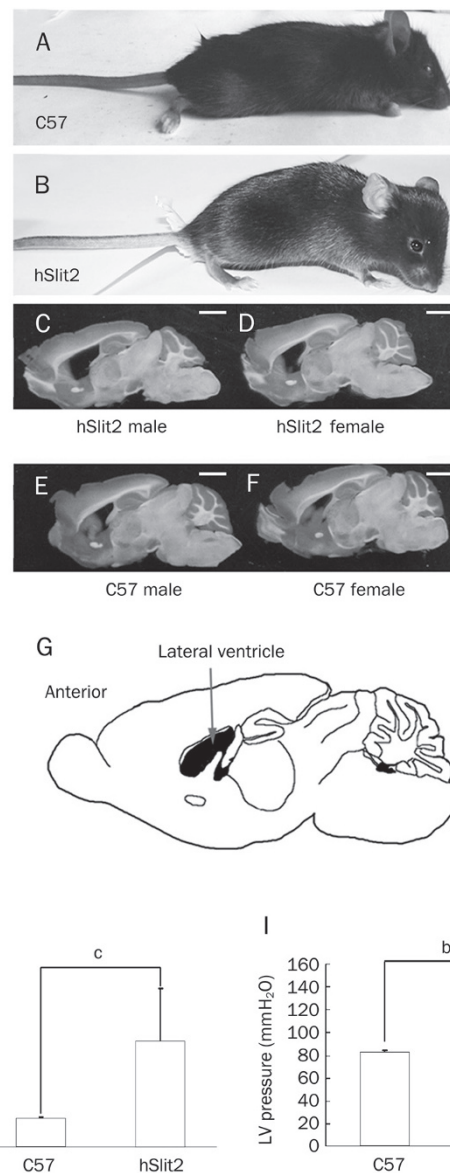 A
C57
B
hSlit2
C
D
hSlit2 male
hSlit2 female
E
F
C57 male
C57 female
G
Lateral ventricle
Anterior
c
C57
hSlit2
I
b
LV pressure (mmH₂O)
160
140
120
100
80
60
40
20
0
C57